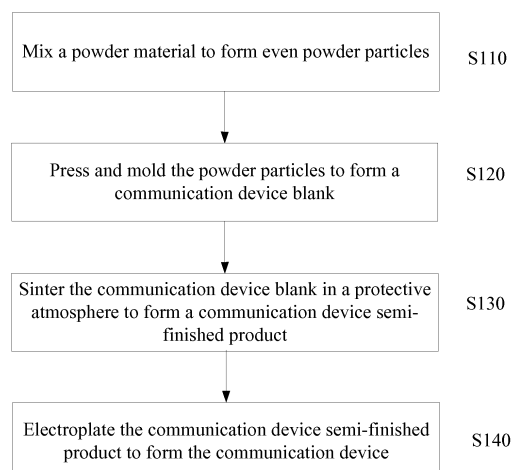 Mix a powder material to form even powder particles
S110
Press and mold the powder particles to form a
communication device blank
S120
Sinter the communication device blank in a protective
atmosphere to form a communication device semi-
finished product
S130
Electroplate the communication device semi-finished
product to form the communication device
S140